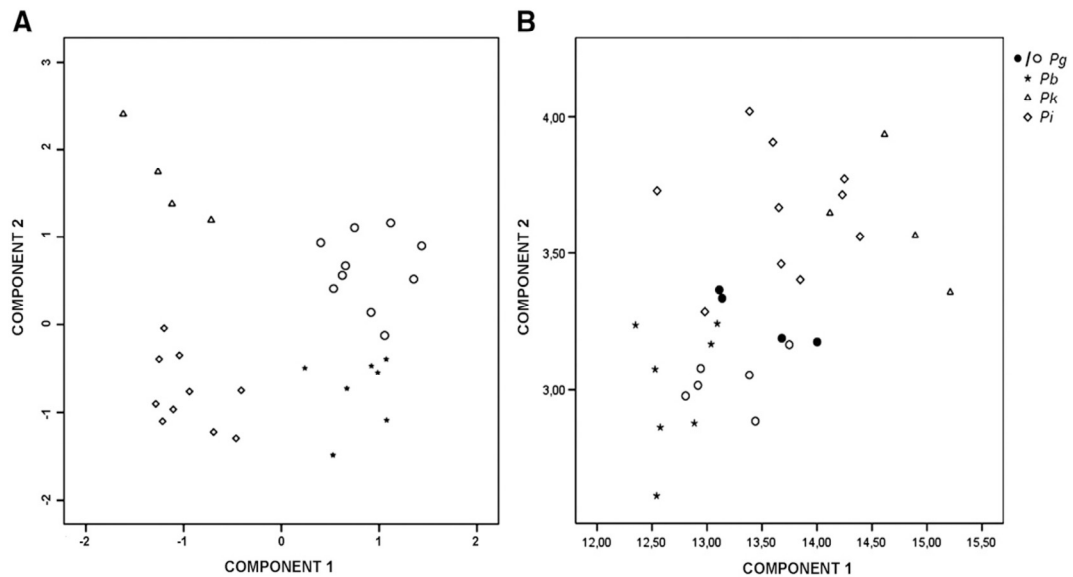 A
3
2
1
0
-1
-2
COMPONENT 2
-2
-1
0
1
2
COMPONENT 1
B
4,00
3,50
3,00
COMPONENT 2
12,00
12,50
13,00
13,50
14,00
14,50
15,00
15,50
COMPONENT 1
/ Pg
Pb
Pk
Pi